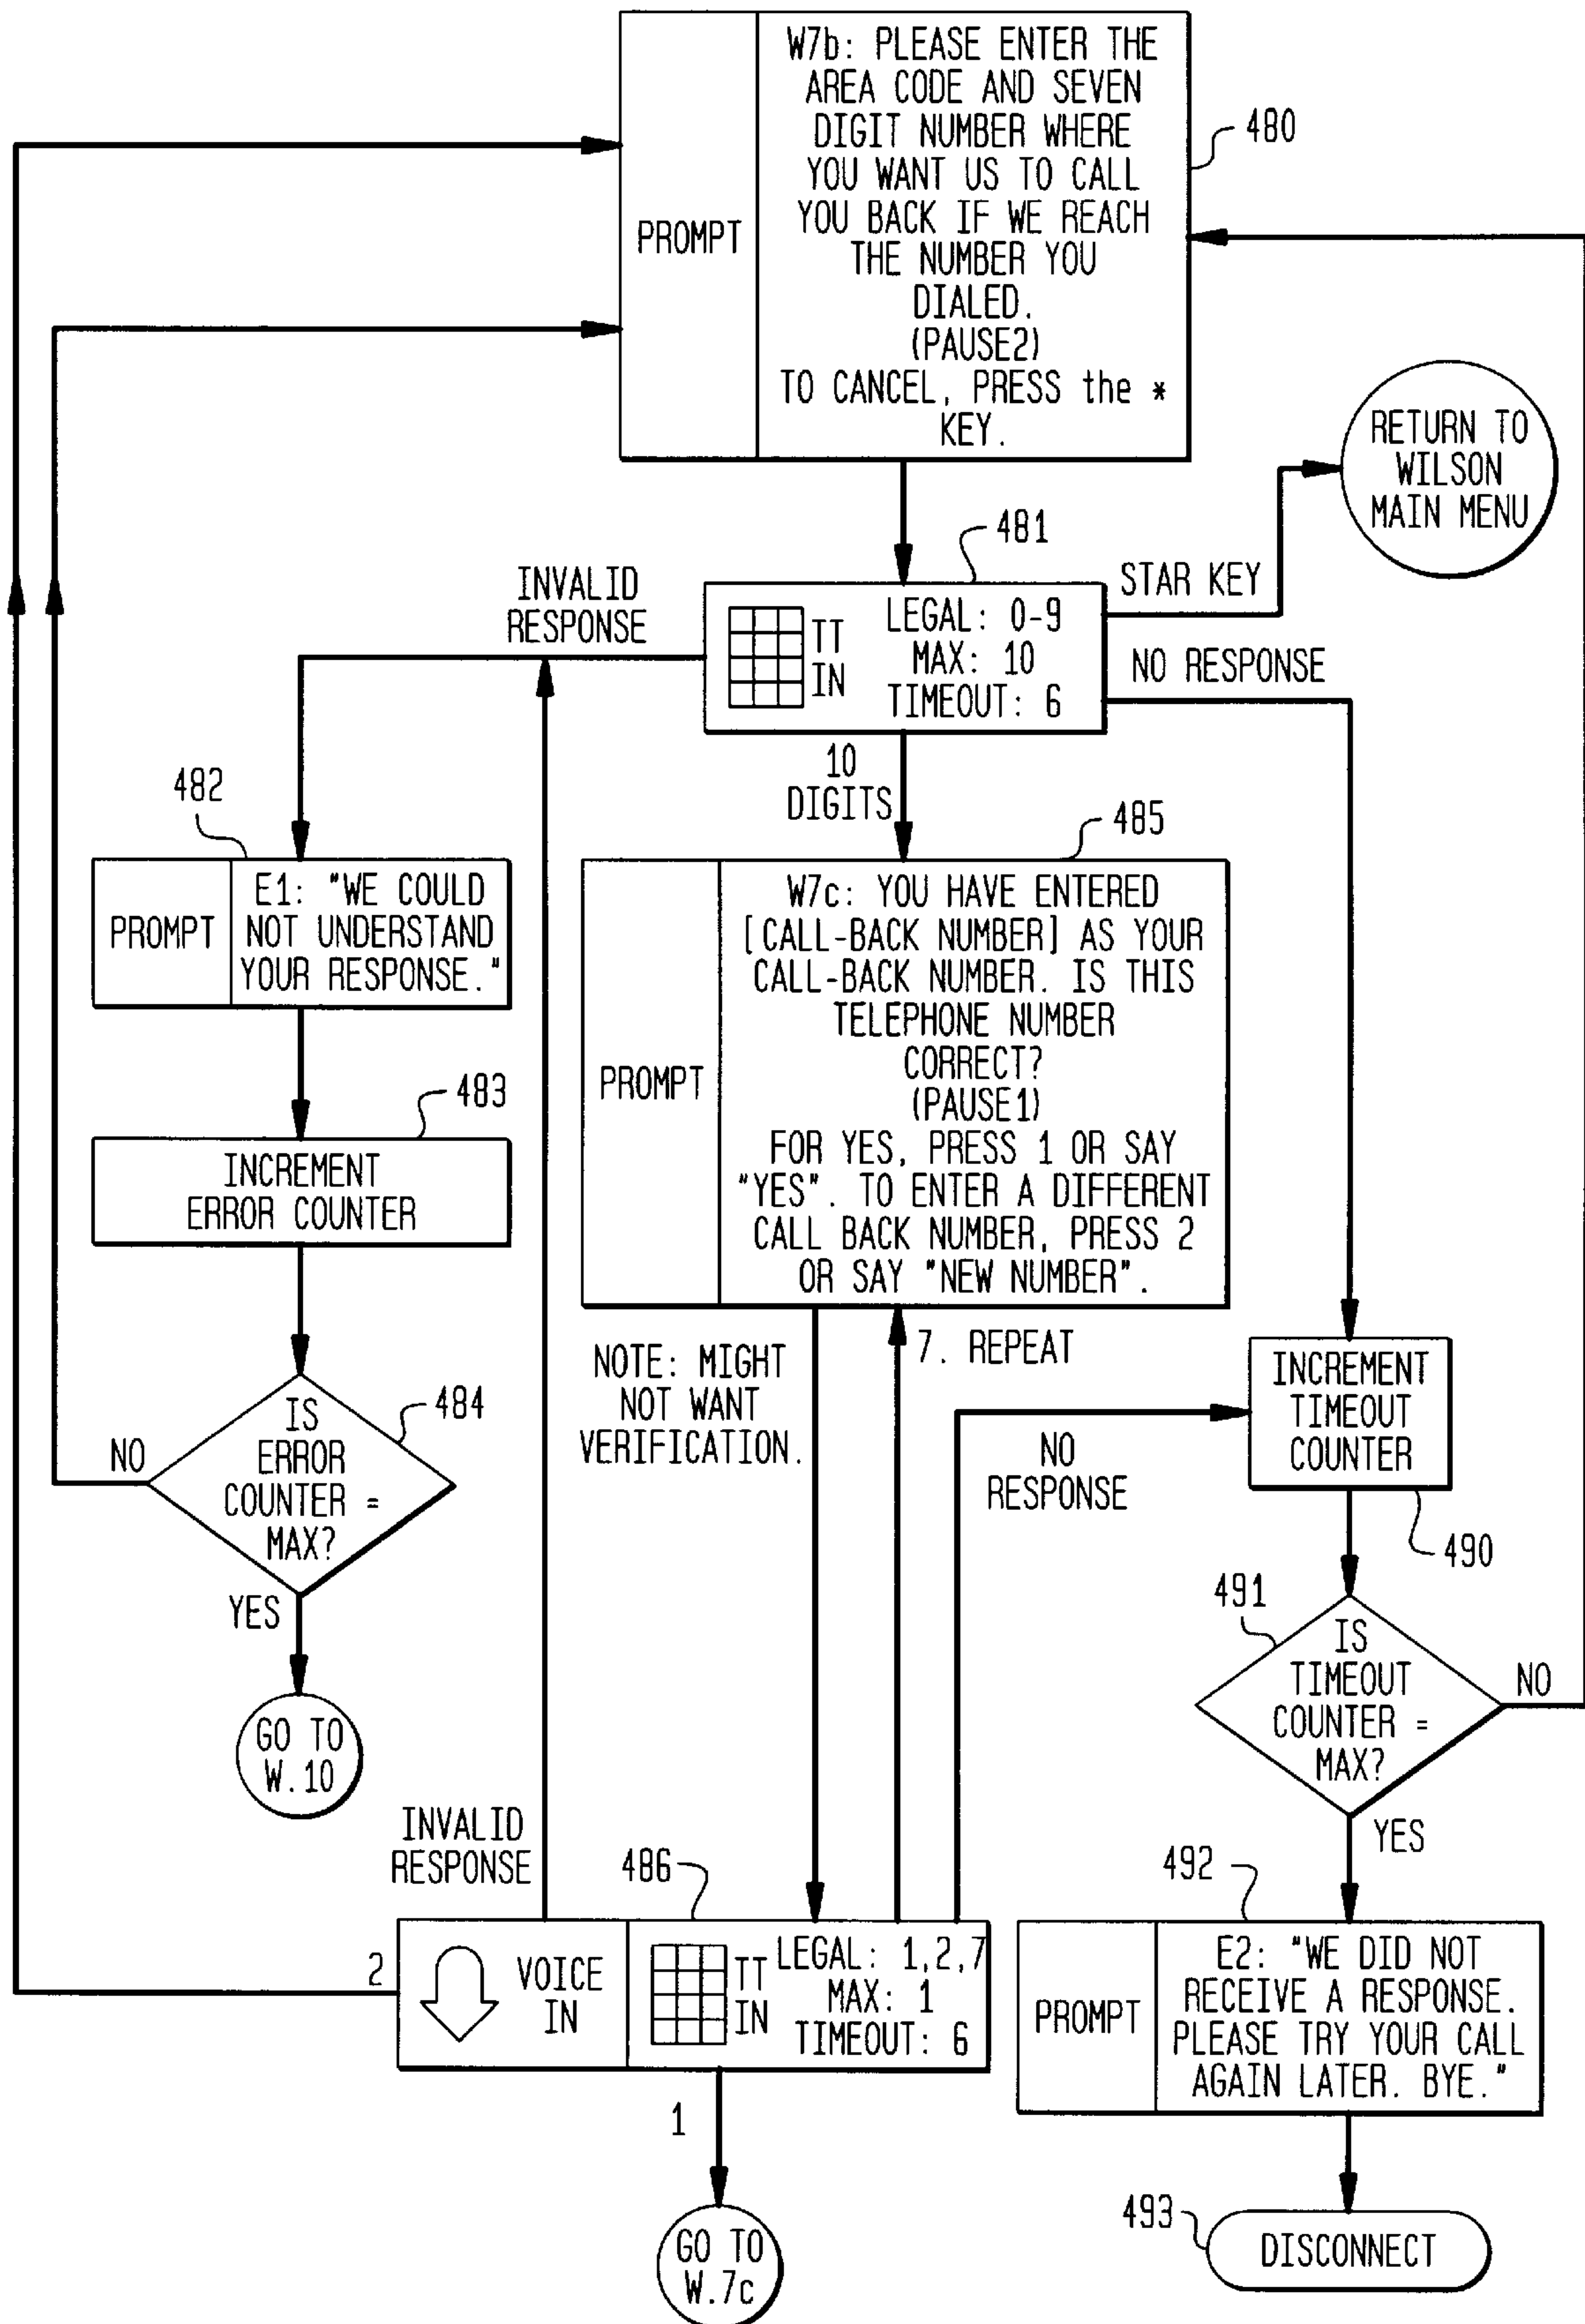 W7b: PLEASE ENTER THE
AREA CODE AND SEVEN
DIGIT NUMBER WHERE
YOU WANT US TO CALL
YOU BACK IF WE REACH
THE NUMBER YOU
DIALED.
(PAUSE2)
TO CANCEL, PRESS the *
KEY.
PROMPT
480
RETURN TO
WILSON
MAIN MENU
481
STAR KEY
INVALID
RESPONSE
TT
IN
LEGAL: 0-9
MAX: 10
TIMEOUT: 6
NO RESPONSE
10
DIGITS
482
PROMPT
E1: "WE COULD
NOT UNDERSTAND
YOUR RESPONSE."
485
PROMPT
W7c: YOU HAVE ENTERED
[CALL-BACK NUMBER] AS YOUR
CALL-BACK NUMBER. IS THIS
TELEPHONE NUMBER
CORRECT?
(PAUSE1)
FOR YES, PRESS 1 OR SAY
"YES". TO ENTER A DIFFERENT
CALL BACK NUMBER, PRESS 2
OR SAY "NEW NUMBER".
483
INCREMENT
ERROR COUNTER
484
IS
ERROR
COUNTER =
MAX?
NO
YES
GO TO
W.10
NOTE: MIGHT
NOT WANT
VERIFICATION.
7. REPEAT
NO
RESPONSE
INCREMENT
TIMEOUT
COUNTER
490
491
IS
TIMEOUT
COUNTER =
MAX?
NO
YES
INVALID
RESPONSE
486
2
VOICE
IN
TT
IN
LEGAL: 1,2,7
MAX: 1
TIMEOUT: 6
1
GO TO
W.7c
492
PROMPT
E2: "WE DID NOT
RECEIVE A RESPONSE.
PLEASE TRY YOUR CALL
AGAIN LATER. BYE."
493
DISCONNECT